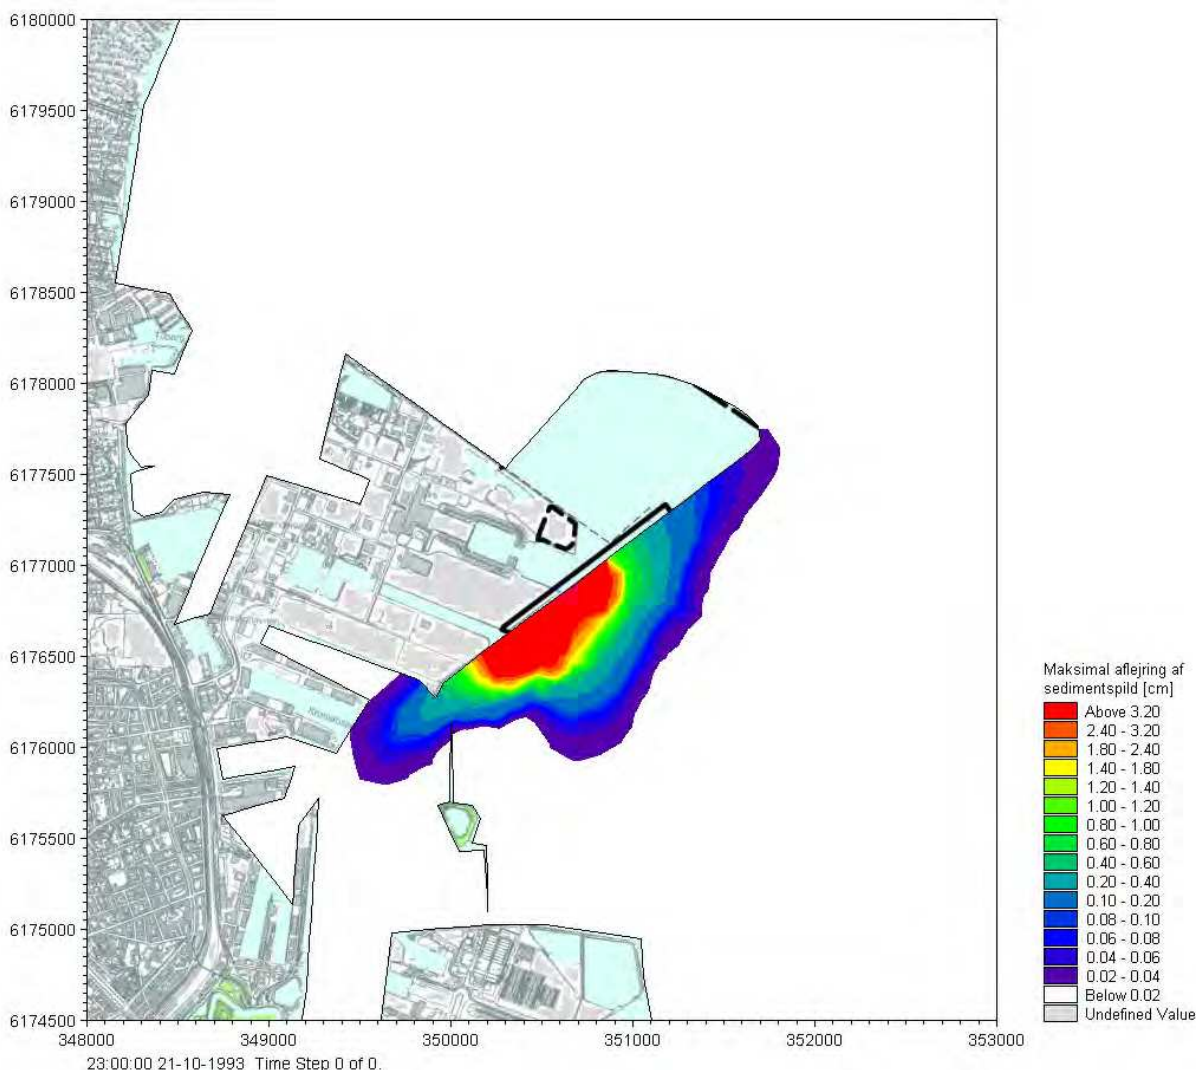 6180000
6179500
6179000
6178500
6178000
6177500
6177000
6176500
6176000
6175500
6175000
6174500
348000
349000
350000
351000
352000
353000
23:00:00 21-10-1993 Time Step 0 of 0.
Maksimal aflejring af
sedimentspild [cm]
Above 3.20
2.40 - 3.20
1.80 - 2.40
1.40 - 1.80
1.20 - 1.40
1.00 - 1.20
0.80 - 1.00
0.60 - 0.80
0.40 - 0.60
0.20 - 0.40
0.10 - 0.20
0.08 - 0.10
0.06 - 0.08
0.04 - 0.06
0.02 - 0.04
Below 0.02
Undefined Value